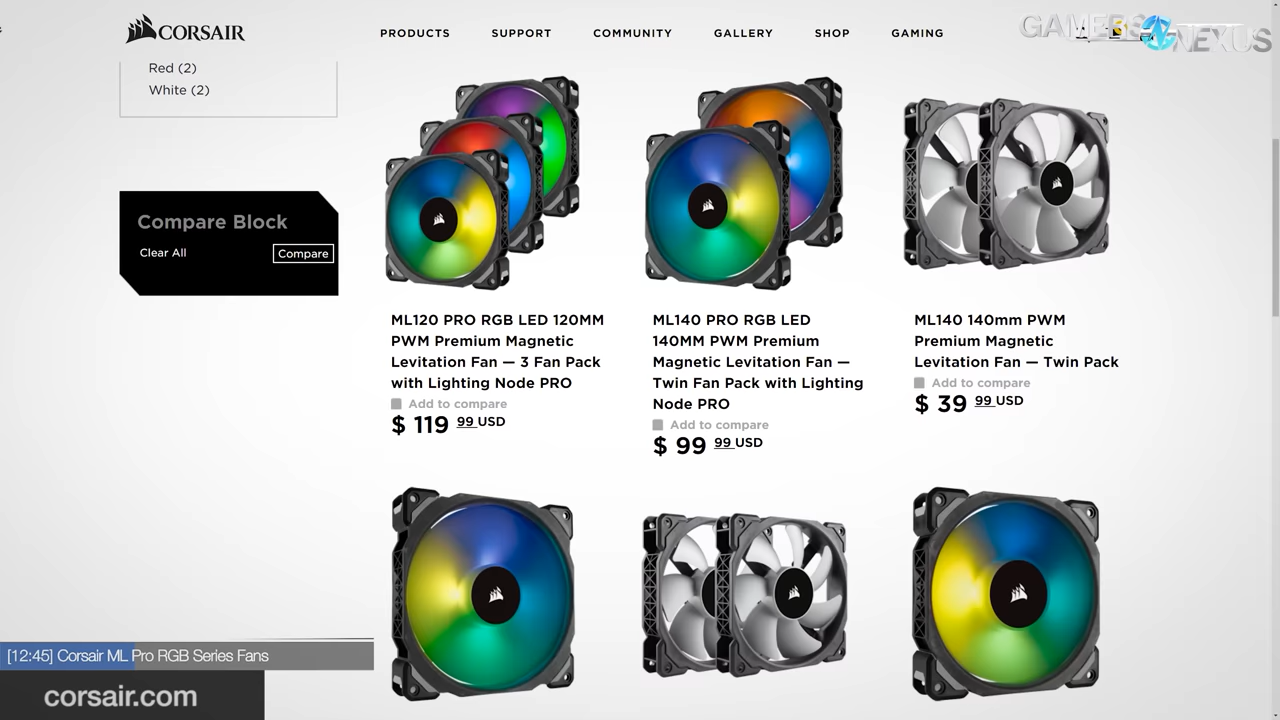 CORSAIR
PRODUCTS
SUPPORT
COMMUNITY
GALLERY
SHOP
GAMING
GAMERS NEXUS
Red (2)
White (2)
Compare Block
Clear All
Compare
ML120 PRO RGB LED 120MM
PWM Premium Magnetic
Levitation Fan — 3 Fan Pack
with Lighting Node PRO
Add to compare
$ 119 99 USD
ML140 PRO RGB LED
140MM PWM Premium
Magnetic Levitation Fan —
Twin Fan Pack with Lighting
Node PRO
Add to compare
$ 99 99 USD
ML140 140mm PWM
Premium Magnetic
Levitation Fan — Twin Pack
Add to compare
$ 39 99 USD
[12:45] Corsair ML Pro RGB Series Fans
corsair.com